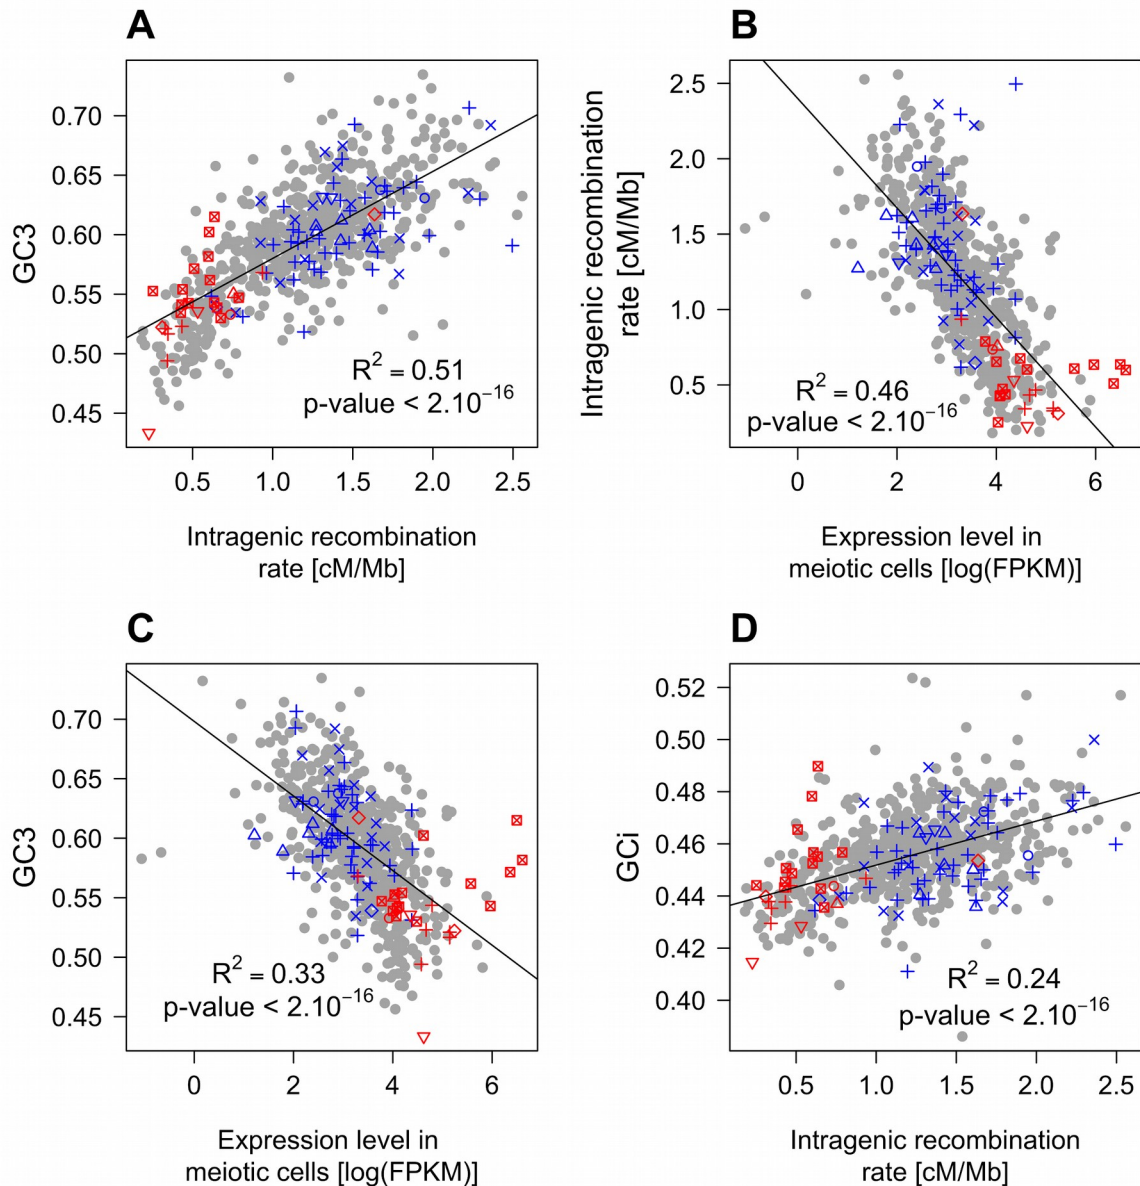 A
GC3
0.70
0.65
0.60
0.55
0.50
0.45
R² = 0.51
p-value < 2.10⁻¹⁶
0.5 1.0 1.5 2.0 2.5
Intragenic recombination
rate [cM/Mb]
B
Intragenic recombination
rate [cM/Mb]
2.5
2.0
1.5
1.0
0.5
R² = 0.46
p-value < 2.10⁻¹⁶
0 2 4 6
Expression level in
meiotic cells [log(FPKM)]
C
GC3
0.70
0.65
0.60
0.55
0.50
0.45
R² = 0.33
p-value < 2.10⁻¹⁶
0 2 4 6
Expression level in
meiotic cells [log(FPKM)]
D
GCi
0.52
0.50
0.48
0.46
0.44
0.42
0.40
R² = 0.24
p-value < 2.10⁻¹⁶
0.5 1.0 1.5 2.0 2.5
Intragenic recombination
rate [cM/Mb]